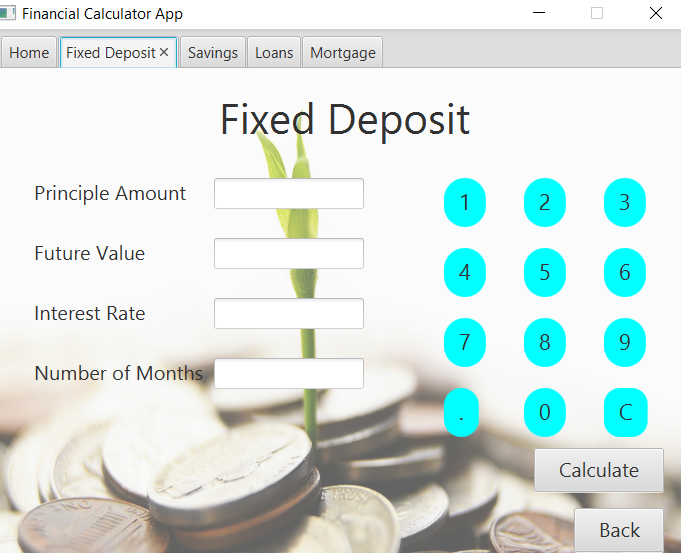 Financial Calculator App
Home Fixed Deposit Savings Loans Mortgage
Fixed Deposit
Principle Amount
1 2 3
Future Value
4 5 6
Interest Rate
7 8 9
Number of Months
. 0 C
Calculate
Back